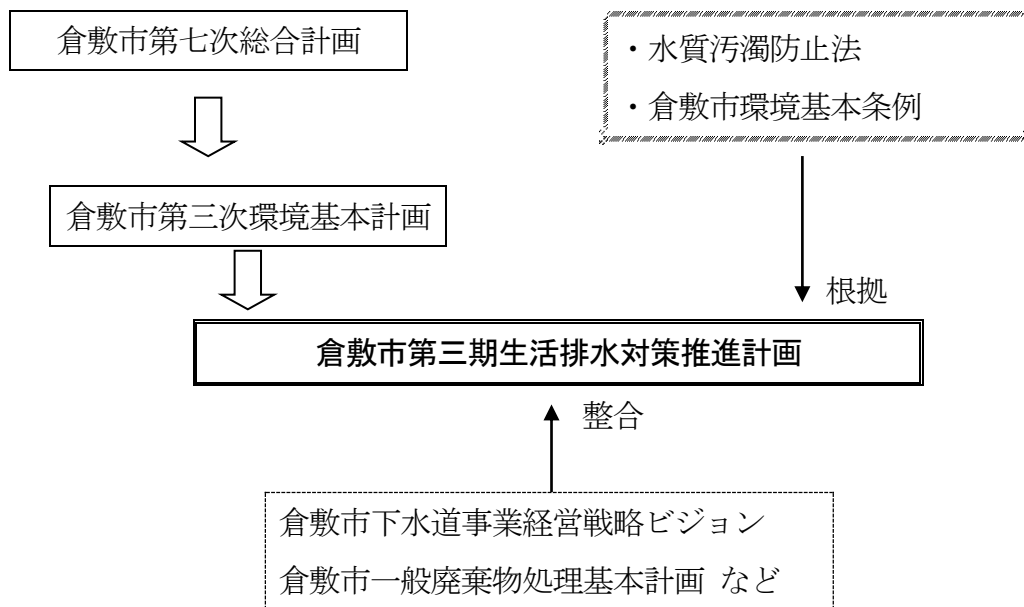 倉敷市第七次総合計画
・水質汚濁防止法
・倉敷市環境基本条例
倉敷市第三次環境基本計画
根拠
倉敷市第三期生活排水対策推進計画
整合
倉敷市下水道事業経営戦略ビジョン
倉敷市一般廃棄物処理基本計画 など